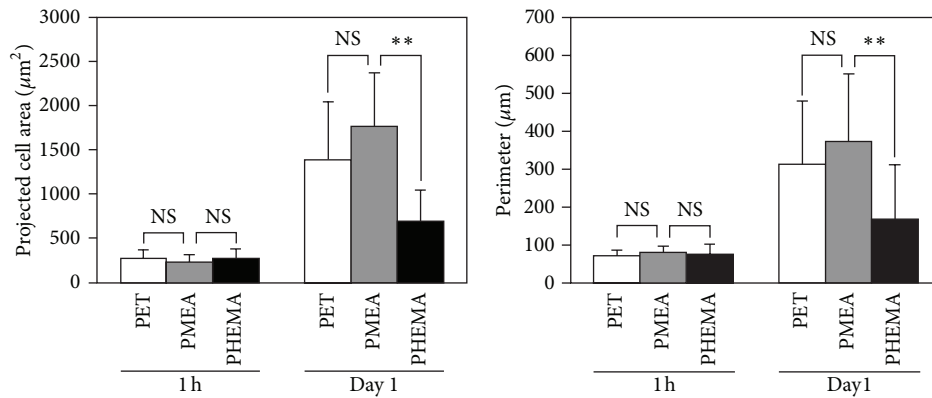 Projected cell area (μm²)
3000
2500
2000
1500
1000
500
0
NS
NS
NS
**
PET
PMEA
PHEMA
PET
PMEA
PHEMA
1 h
Day 1
Perimeter (μm)
700
600
500
400
300
200
100
0
NS
NS
NS
**
PET
PMEA
PHEMA
PET
PMEA
PHEMA
1 h
Day1